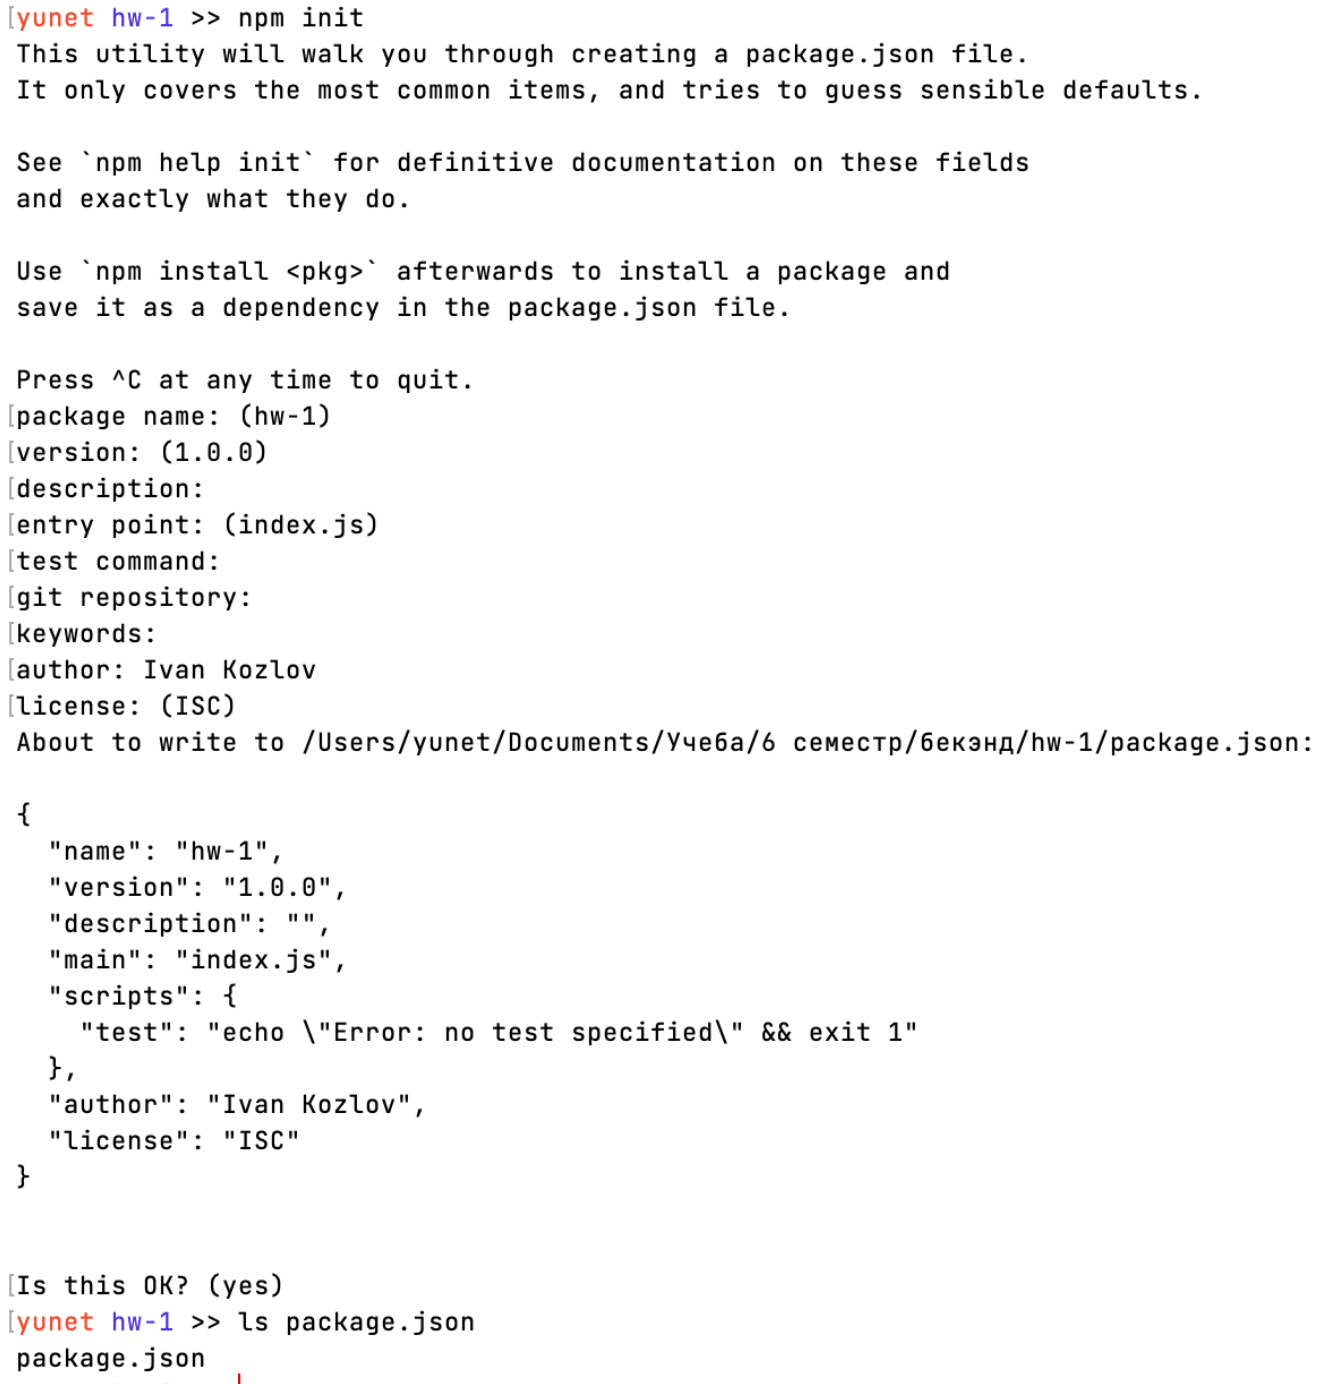 [yunet hw-1 >> npm init
This utility will walk you through creating a package.json file.
It only covers the most common items, and tries to guess sensible defaults.
See `npm help init` for definitive documentation on these fields
and exactly what they do.
Use `npm install <pkg>` afterwards to install a package and
save it as a dependency in the package.json file.
Press ^C at any time to quit.
[package name: (hw-1)
[version: (1.0.0)
[description:
[entry point: (index.js)
[test command:
[git repository:
[keywords:
[author: Ivan Kozlov
[license: (ISC)
About to write to /Users/yunet/Documents/Учеба/6 семестр/бекэнд/hw-1/package.json:
{
  "name": "hw-1",
  "version": "1.0.0",
  "description": "",
  "main": "index.js",
  "scripts": {
    "test": "echo \"Error: no test specified\" && exit 1"
  },
  "author": "Ivan Kozlov",
  "license": "ISC"
}
[Is this OK? (yes)
[yunet hw-1 >> ls package.json
package.json